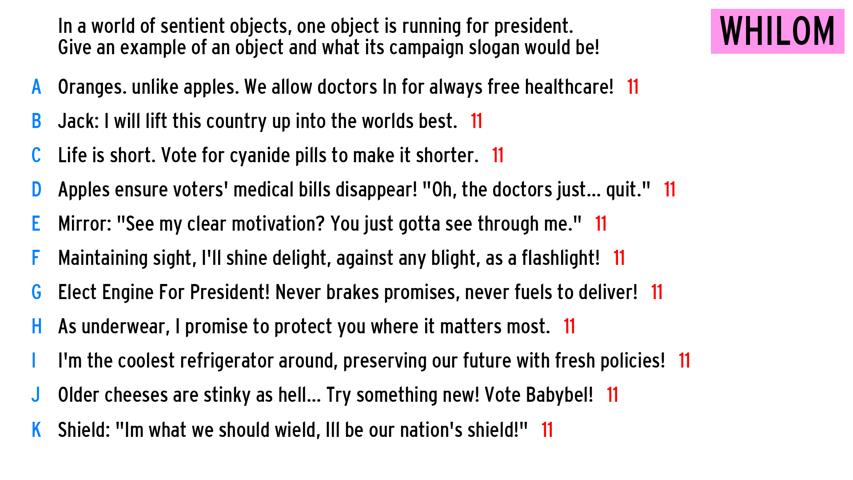 In a world of sentient objects, one object is running for president.
Give an example of an object and what its campaign slogan would be!
WHILOM
A Oranges. unlike apples. We allow doctors In for always free healthcare! 11
B Jack: I will lift this country up into the worlds best. 11
C Life is short. Vote for cyanide pills to make it shorter. 11
D Apples ensure voters' medical bills disappear! "Oh, the doctors just... quit." 11
E Mirror: "See my clear motivation? You just gotta see through me." 11
F Maintaining sight, I'll shine delight, against any blight, as a flashlight! 11
G Elect Engine For President! Never brakes promises, never fuels to deliver! 11
H As underwear, I promise to protect you where it matters most. 11
I I'm the coolest refrigerator around, preserving our future with fresh policies! 11
J Older cheeses are stinky as hell... Try something new! Vote Babybel! 11
K Shield: "Im what we should wield, Ill be our nation's shield!" 11